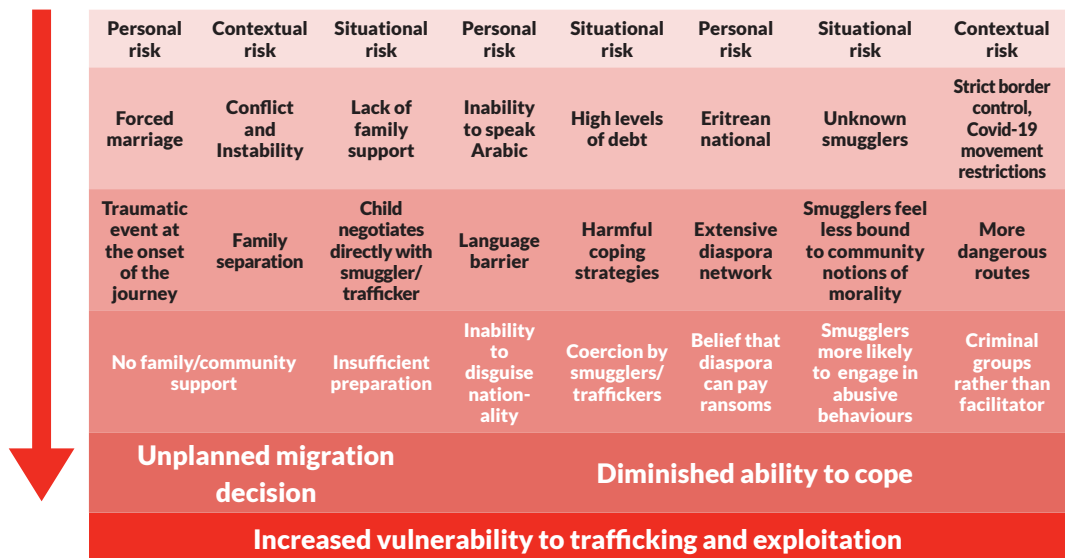 Personal
risk
Contextual
risk
Situational
risk
Personal
risk
Situational
risk
Personal
risk
Situational
risk
Contextual
risk
Forced
marriage
Conflict
and
Instability
Lack of
family
support
Inability
to speak
Arabic
High levels
of debt
Eritrean
national
Unknown
smugglers
Strict border
control,
Covid-19
movement
restrictions
Traumatic
event at
the onset
of the
journey
Family
separation
Child
negotiates
directly with
smuggler/
trafficker
Language
barrier
Harmful
coping
strategies
Extensive
diaspora
network
Smugglers feel
less bound
to community
notions of
morality
More
dangerous
routes
No family/community
support
Insufficient
preparation
Inability
to
disguise
nation-
ality
Coercion by
smugglers/
traffickers
Belief that
diaspora
can pay
ransoms
Smugglers
more likely
to engage in
abusive
behaviours
Criminal
groups
rather than
facilitator
Unplanned migration
decision
Diminished ability to cope
Increased vulnerability to trafficking and exploitation